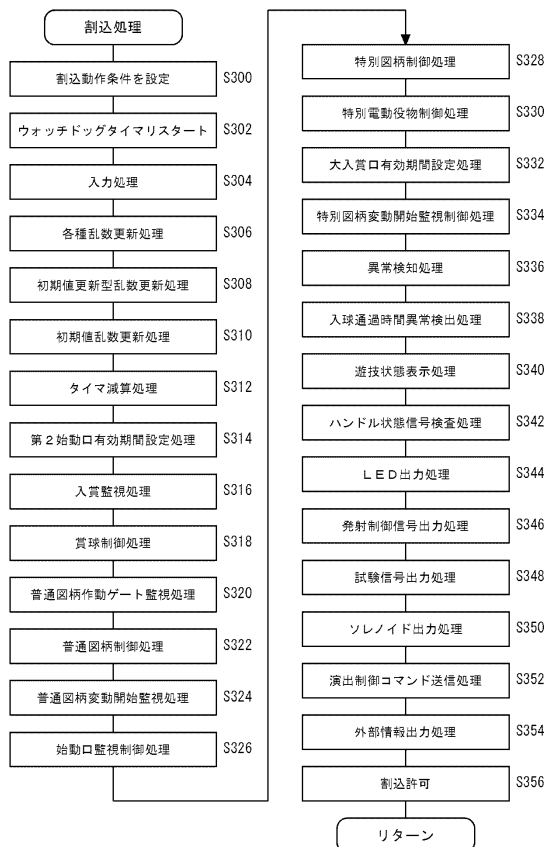 割込処理
割込動作条件を設定 S300
ウォッチドッグタイマリスタート S302
入力処理 S304
各種乱数更新処理 S306
初期値更新型乱数更新処理 S308
初期値乱数更新処理 S310
タイマ減算処理 S312
第2始動口有効期間設定処理 S314
入賞監視処理 S316
賞球制御処理 S318
普通図柄作動ゲート監視処理 S320
普通図柄制御処理 S322
普通図柄変動開始監視処理 S324
始動口監視制御処理 S326
特別図柄制御処理 S328
特別電動役物制御処理 S330
大入賞口有効期間設定処理 S332
特別図柄変動開始監視制御処理 S334
異常検知処理 S336
入球通過時間異常検出処理 S338
遊技状態表示処理 S340
ハンドル状態信号検査処理 S342
LED出力処理 S344
発射制御信号出力処理 S346
試験信号出力処理 S348
ソレノイド出力処理 S350
演出制御コマンド送信処理 S352
外部情報出力処理 S354
割込許可 S356
リターン